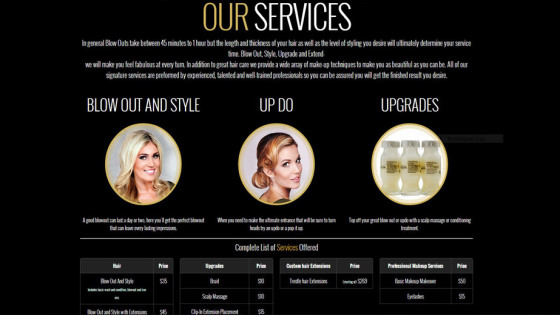 OUR SERVICES
In general Blow Outs take between 45 minutes to 1 hour but the length and thickness of your hair as well as the level of styling you desire will ultimately determine your service
time. Blow Out, Style, Upgrade and Extend-
we will make you feel fabulous at every turn. In addition to great hair care we provide a wide array of make-up techniques to make you as beautiful as you can be. All of our
signature services are preformed by experienced, talented and well-trained professionals so you can be assured you will get the finished result you desire.
BLOW OUT AND STYLE UP DO UPGRADES
A good blowout can last a day or two, here you'll get the perfect blowout
that can leave every lasting impressions.
When you need to make the ultimate entrance that will be sure to turn
heads by an updo or a pop it up.
Top off your great blow out or updo with a scalp massage or conditioning
treatment.
Complete List of Services Offered
Hair Price Upgrades Price Custom hair Extensions Price Professional Makeup Services Price
Blow Out And Style $35 Braid $10 Treste hair Extensions (starting at) $269 Basic Makeup Makeover $50
Scalp Massage $10 Eyelashes $15
Blow Out and Style with Extensions $45 Clip-In Extension Placement $15